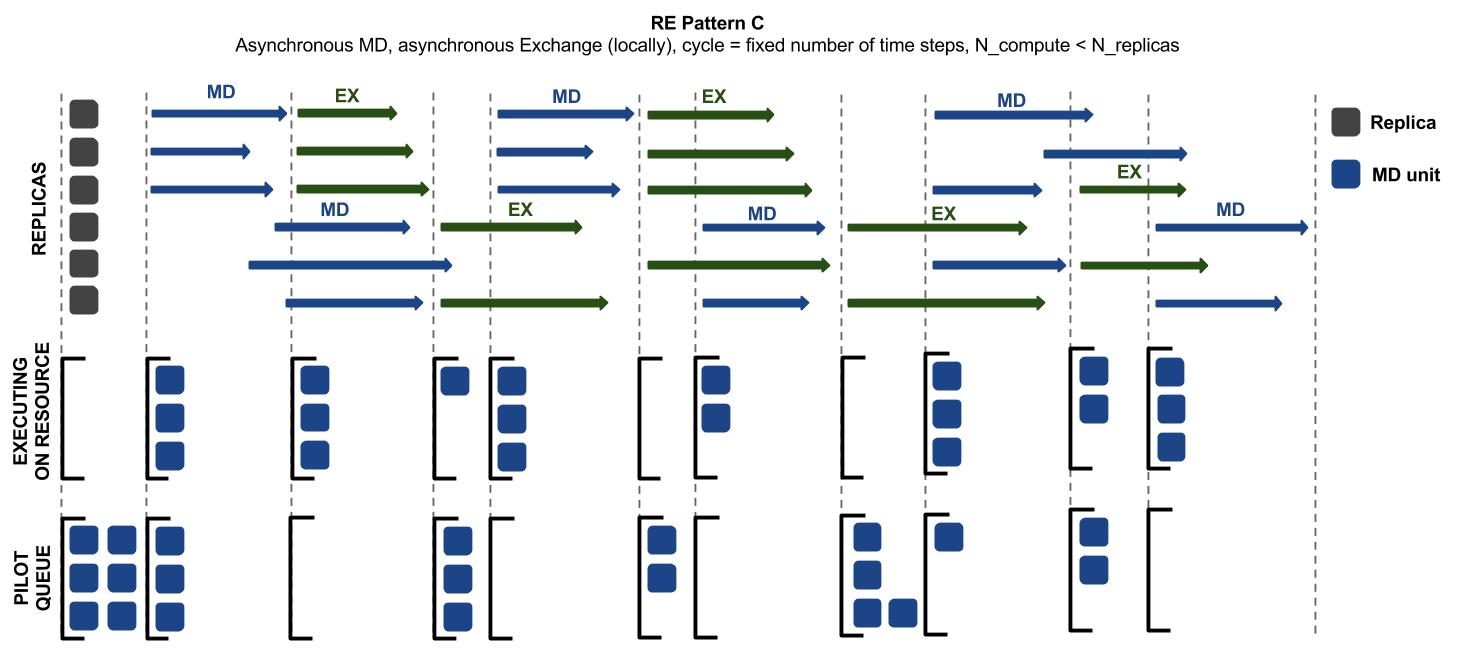 RE Pattern C
Asynchronous MD, asynchronous Exchange (locally), cycle = fixed number of time steps, N_compute < N_replicas
MD
EX
MD
EX
MD
Replica
EX
MD unit
REPLICAS
MD
EX
MD
EX
MD
EXECUTING
ON RESOURCE
PILOT
QUEUE